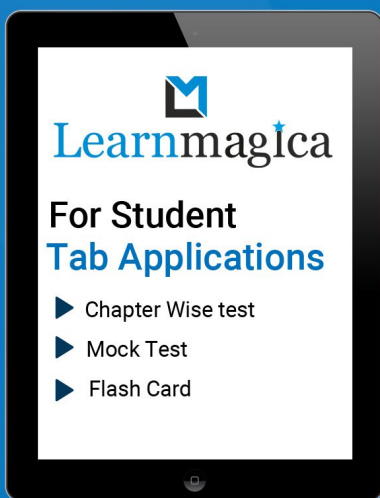 Learnmagica
For Student
Tab Applications
Chapter Wise test
Mock Test
Flash Card